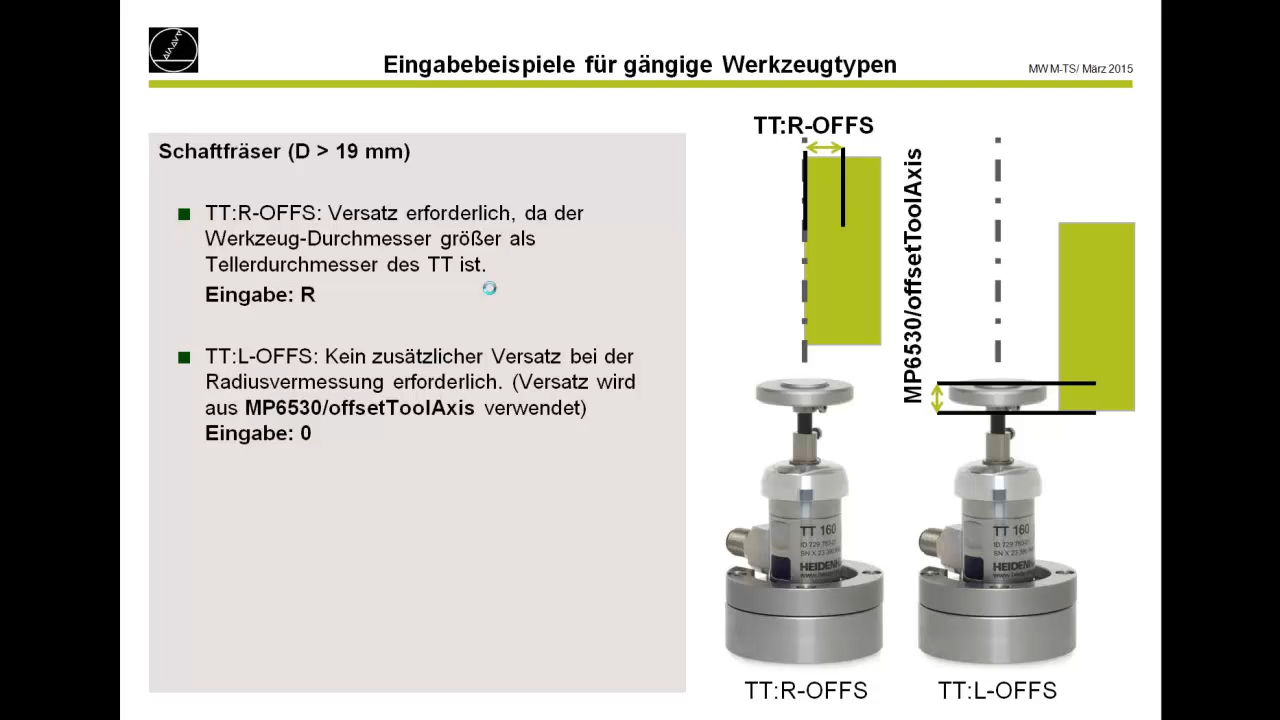 Eingabebeispiele für gängige Werkzeugtypen
MWM-TS/ März 2015
Schaftfräser (D > 19 mm)
TT:R-OFFS: Versatz erforderlich, da der
Werkzeug-Durchmesser größer als
Tellerdurchmesser des TT ist.
Eingabe: R
TT:L-OFFS: Kein zusätzlicher Versatz bei der
Radiusvermessung erforderlich. (Versatz wird
aus MP6530/offsetToolAxis verwendet)
Eingabe: 0
TT:R-OFFS
MP6530/offsetToolAxis
TT 160
TT 160
TT:R-OFFS
TT:L-OFFS